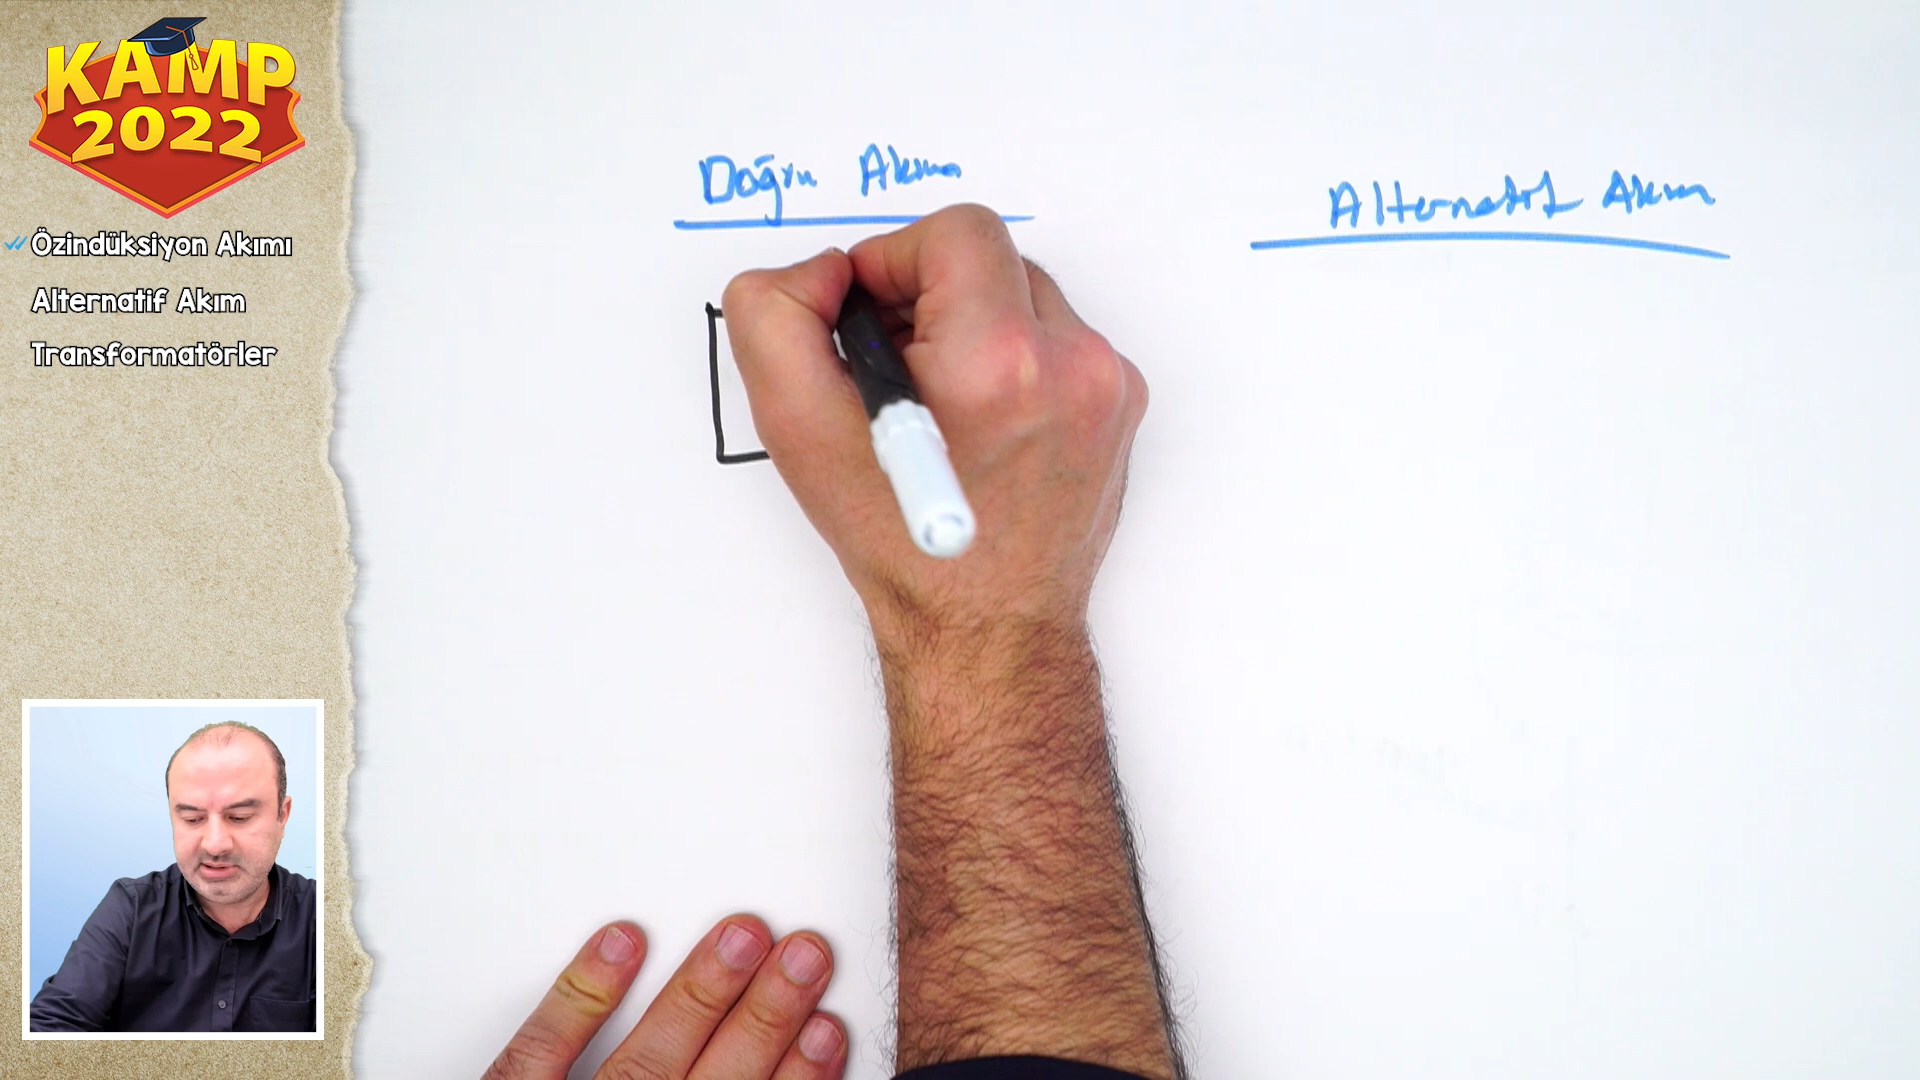 KAMP
2022
Özindüksiyon Akımı
Alternatif Akım
Transformatörler
Doğru Akım
Alternatif Akım